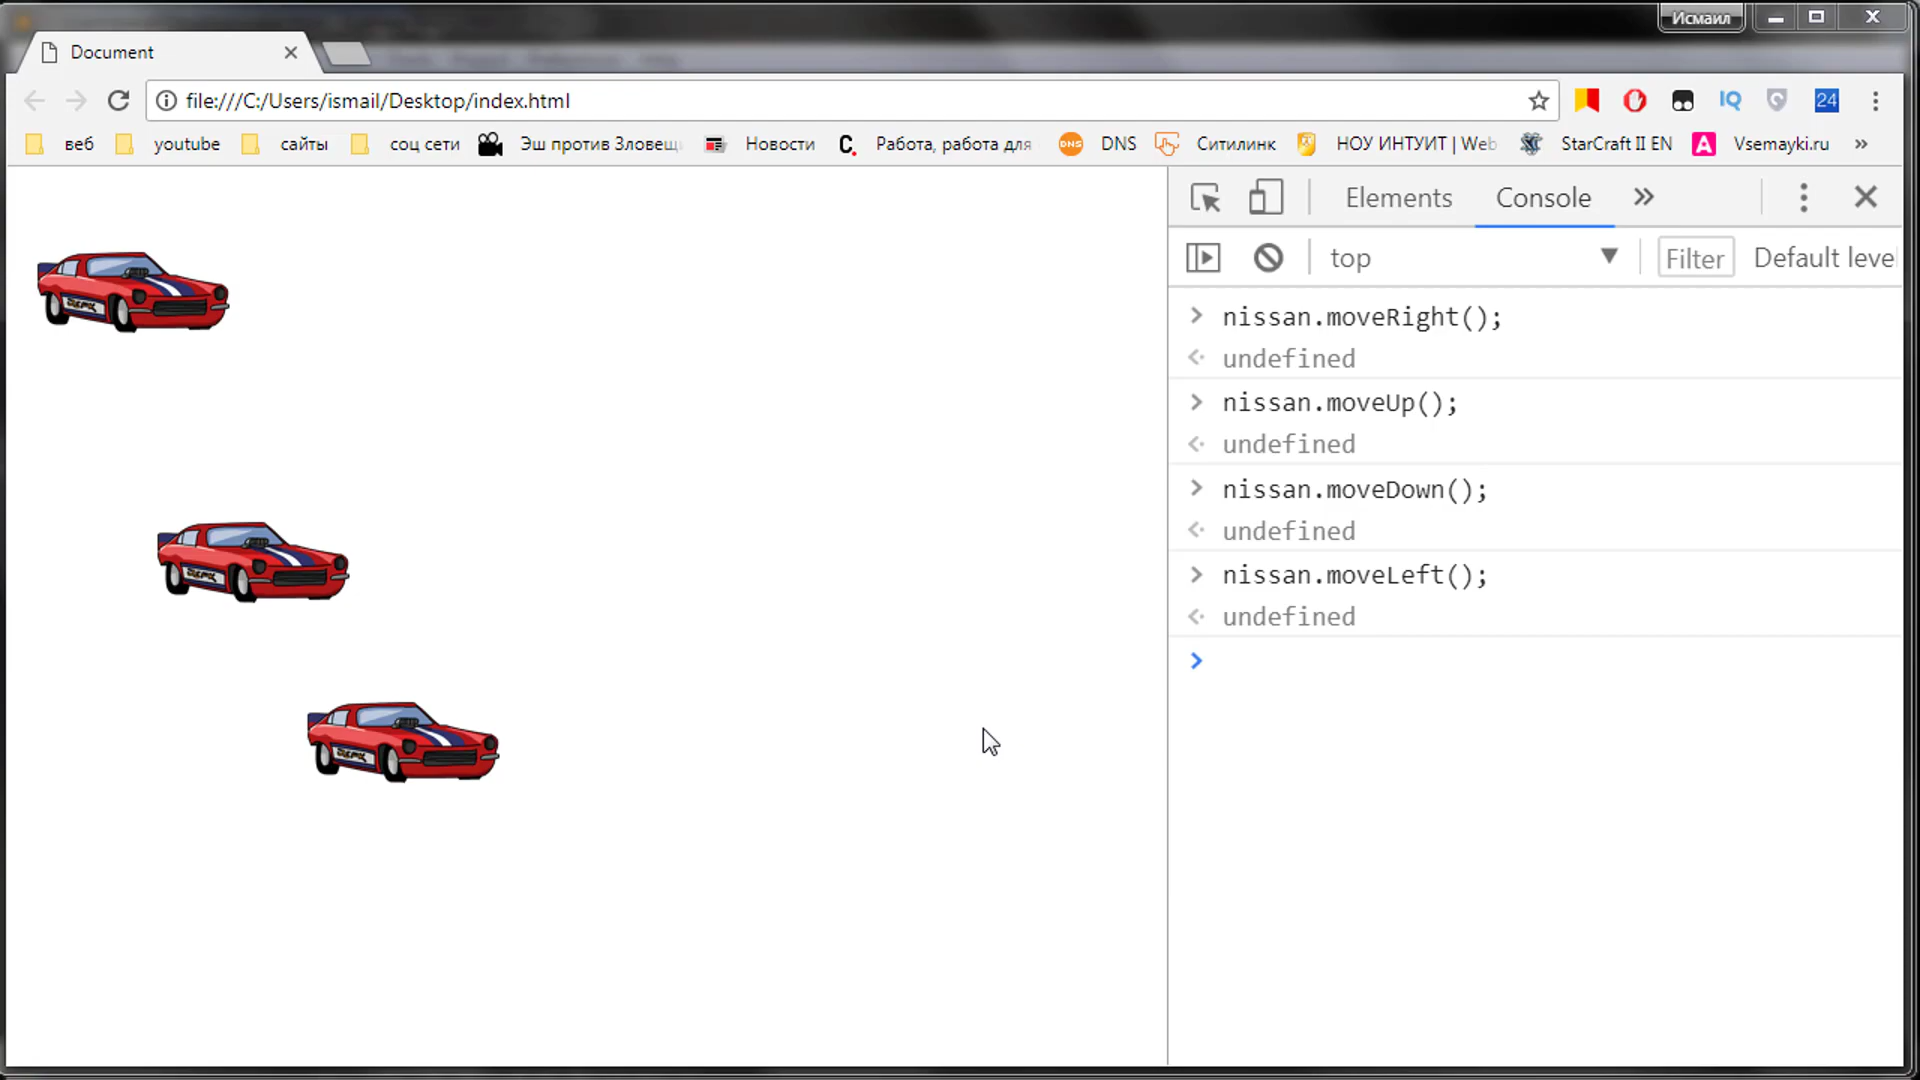 Исмаил
Document
file:///C:/Users/ismail/Desktop/index.html
24
веб youtube сайты соц сети Эш против Зловещ Новости Работа, работа для DNS Ситилинк НОУ ИНТУИТ | Web StarCraft II EN Vsemayki.ru »
Elements Console »
top Filter Default leve
> nissan.moveRight();
undefined
> nissan.moveUp();
undefined
> nissan.moveDown();
undefined
> nissan.moveLeft();
undefined
>